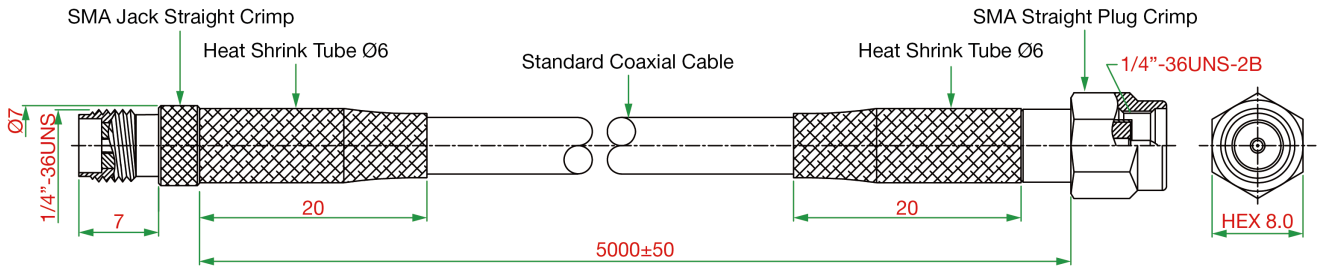 SMA Jack Straight Crimp
SMA Straight Plug Crimp
Heat Shrink Tube Ø6
Heat Shrink Tube Ø6
Standard Coaxial Cable
1/4”-36UNS-2B
Ø7
1/4”-36UNS
7
20
20
HEX 8.0
5000±50